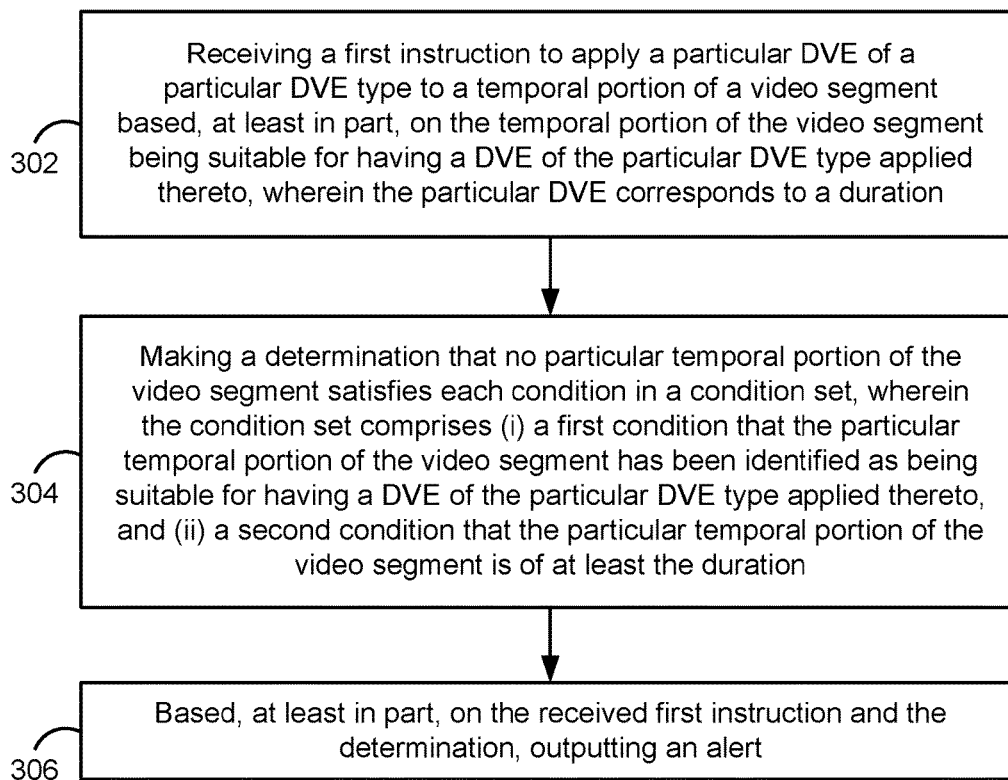 Receiving a first instruction to apply a particular DVE of a
particular DVE type to a temporal portion of a video segment
based, at least in part, on the temporal portion of the video segment
being suitable for having a DVE of the particular DVE type applied
thereto, wherein the particular DVE corresponds to a duration
302
Making a determination that no particular temporal portion of the
video segment satisfies each condition in a condition set, wherein
the condition set comprises (i) a first condition that the particular
temporal portion of the video segment has been identified as being
suitable for having a DVE of the particular DVE type applied thereto,
and (ii) a second condition that the particular temporal portion of the
video segment is of at least the duration
304
Based, at least in part, on the received first instruction and the
determination, outputting an alert
306